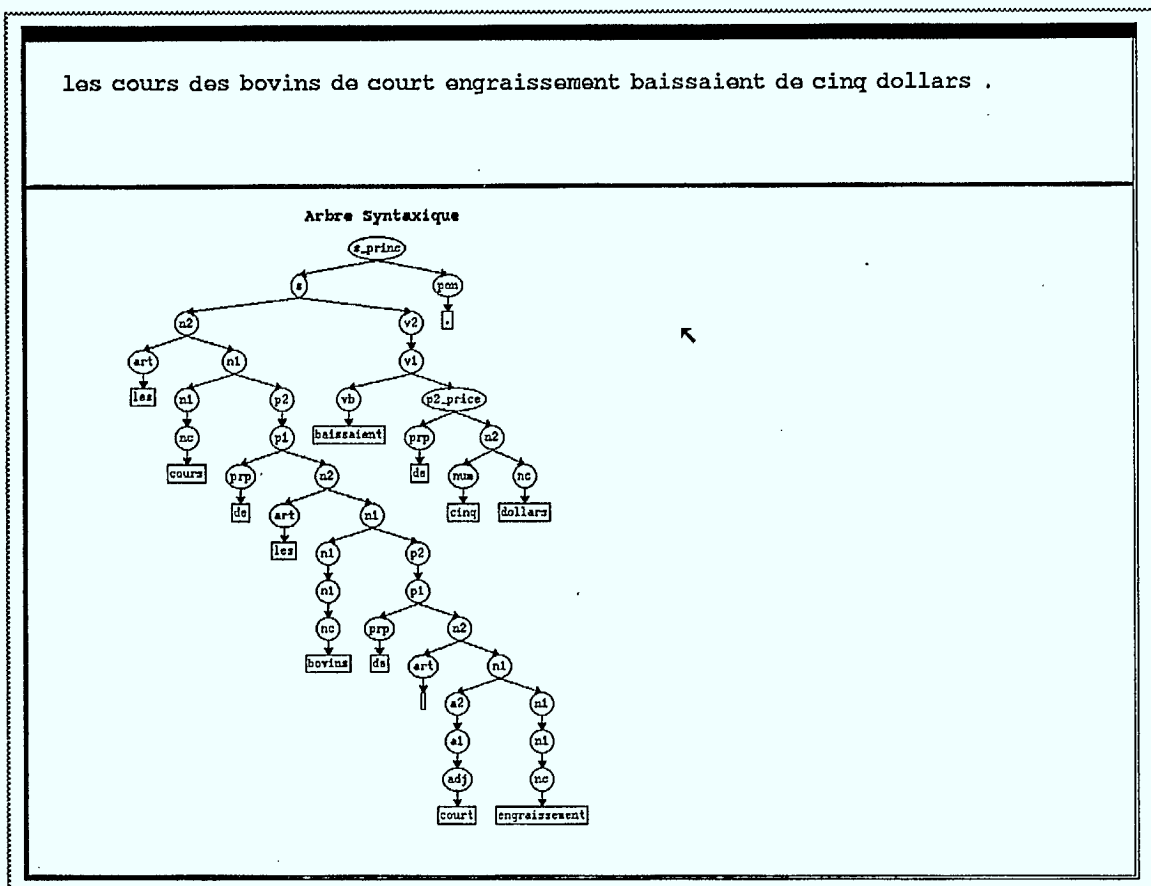 les cours des bovins de court engraissement baissaient de cinq dollars .
Arbre Syntaxique
s_princ
s pon
n2 v2 .
art n1 v1
les n1 p2 vb p2_price
nc p1 baissaient prp n2
cours prp n2 de num nc
de art n1 cinq dollars
les n1 p2
n1 p1
nc prp n2
bovins de art n1
a2 n1
a1 n1
adj nc
court engraissement